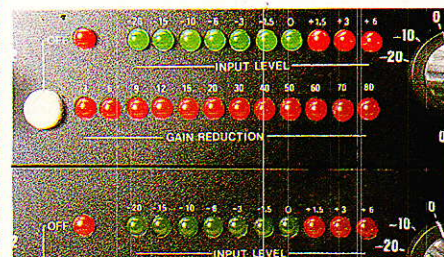 OFF -20 -15 -10 -6 -3 -1.5 0 +1.5 +3 +6 -10
-20
INPUT LEVEL
6 9 12 15 20 30 40 50 60 70 80
GAIN REDUCTION
OFF -20 -15 -10 -6 -3 -1.5 0 +1.5 +3 +6 -10
-20
INPUT LEVEL